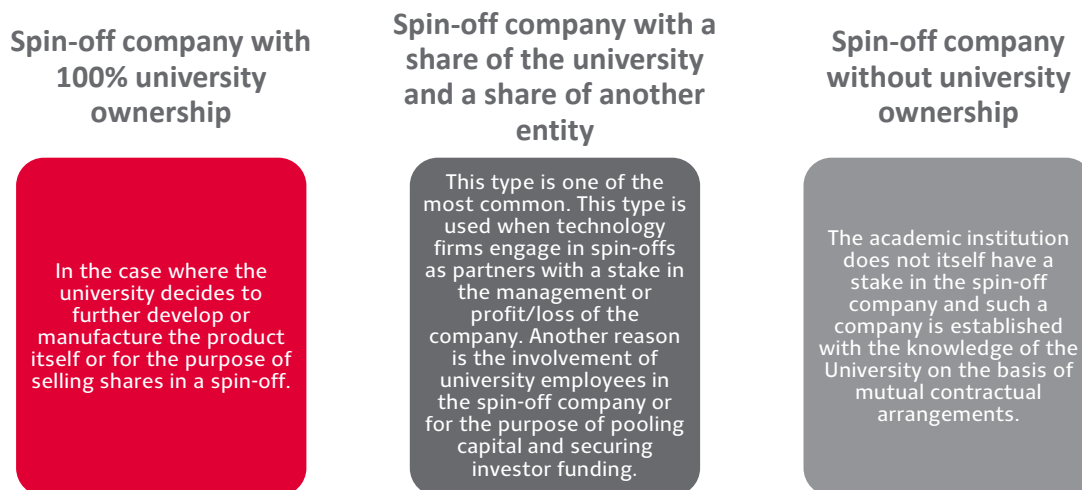 Spin-off company with
100% university
ownership
In the case where the
university decides to
further develop or
manufacture the product
itself or for the purpose of
selling shares in a spin-off.
Spin-off company with a
share of the university
and a share of another
entity
This type is one of the
most common. This type is
used when technology
firms engage in spin-offs
as partners with a stake in
the management or
profit/loss of the
company. Another reason
is the involvement of
university employees in
the spin-off company or
for the purpose of pooling
capital and securing
investor funding.
Spin-off company
without university
ownership
The academic institution
does not itself have a
stake in the spin-off
company and such a
company is established
with the knowledge of the
University on the basis of
mutual contractual
arrangements.